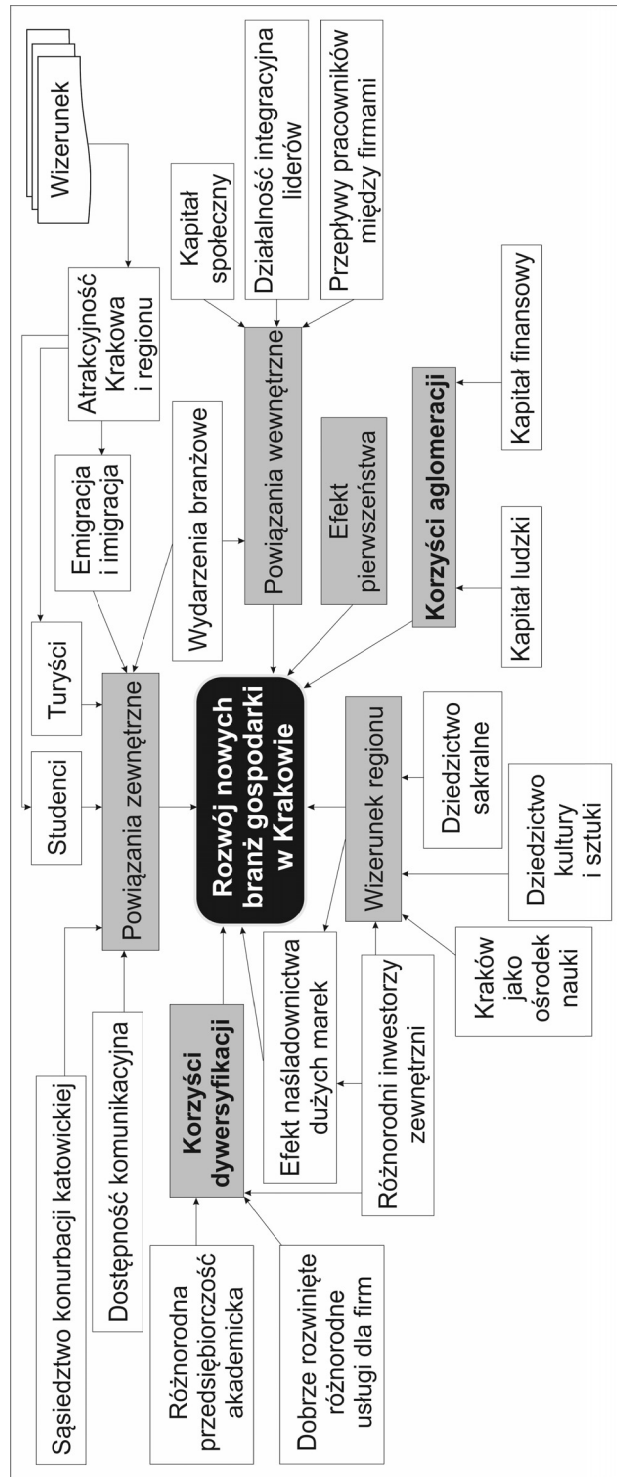 Sąsiedztwo konurbacji katowickiej
Dostępność komunikacyjna
Studenci
Turyści
Emigracja
i imigracja
Atrakcyjność
Krakowa
i regionu
Wizerunek
Powiązania zewnętrzne
Wydarzenia branżowe
Kapitał
społeczny
Działalność integracyjna
liderów
Przepływy pracowników
między firmami
Powiązania wewnętrzne
Różnorodna
przedsiębiorczość
akademicka
Korzyści
dywersyfikacji
Rozwój nowych
branż gospodarki
w Krakowie
Efekt
pierwszeństwa
Dobrze rozwinięte
różnorodne
usługi dla firm
Efekt naśladownictwa
dużych marek
Różnorodni inwestorzy
zewnętrzni
Wizerunek regionu
Korzyści aglomeracji
Kraków
jako
ośrodek
nauki
Dziedzictwo
kultury
i sztuki
Dziedzictwo
sakralne
Kapitał ludzki
Kapitał finansowy